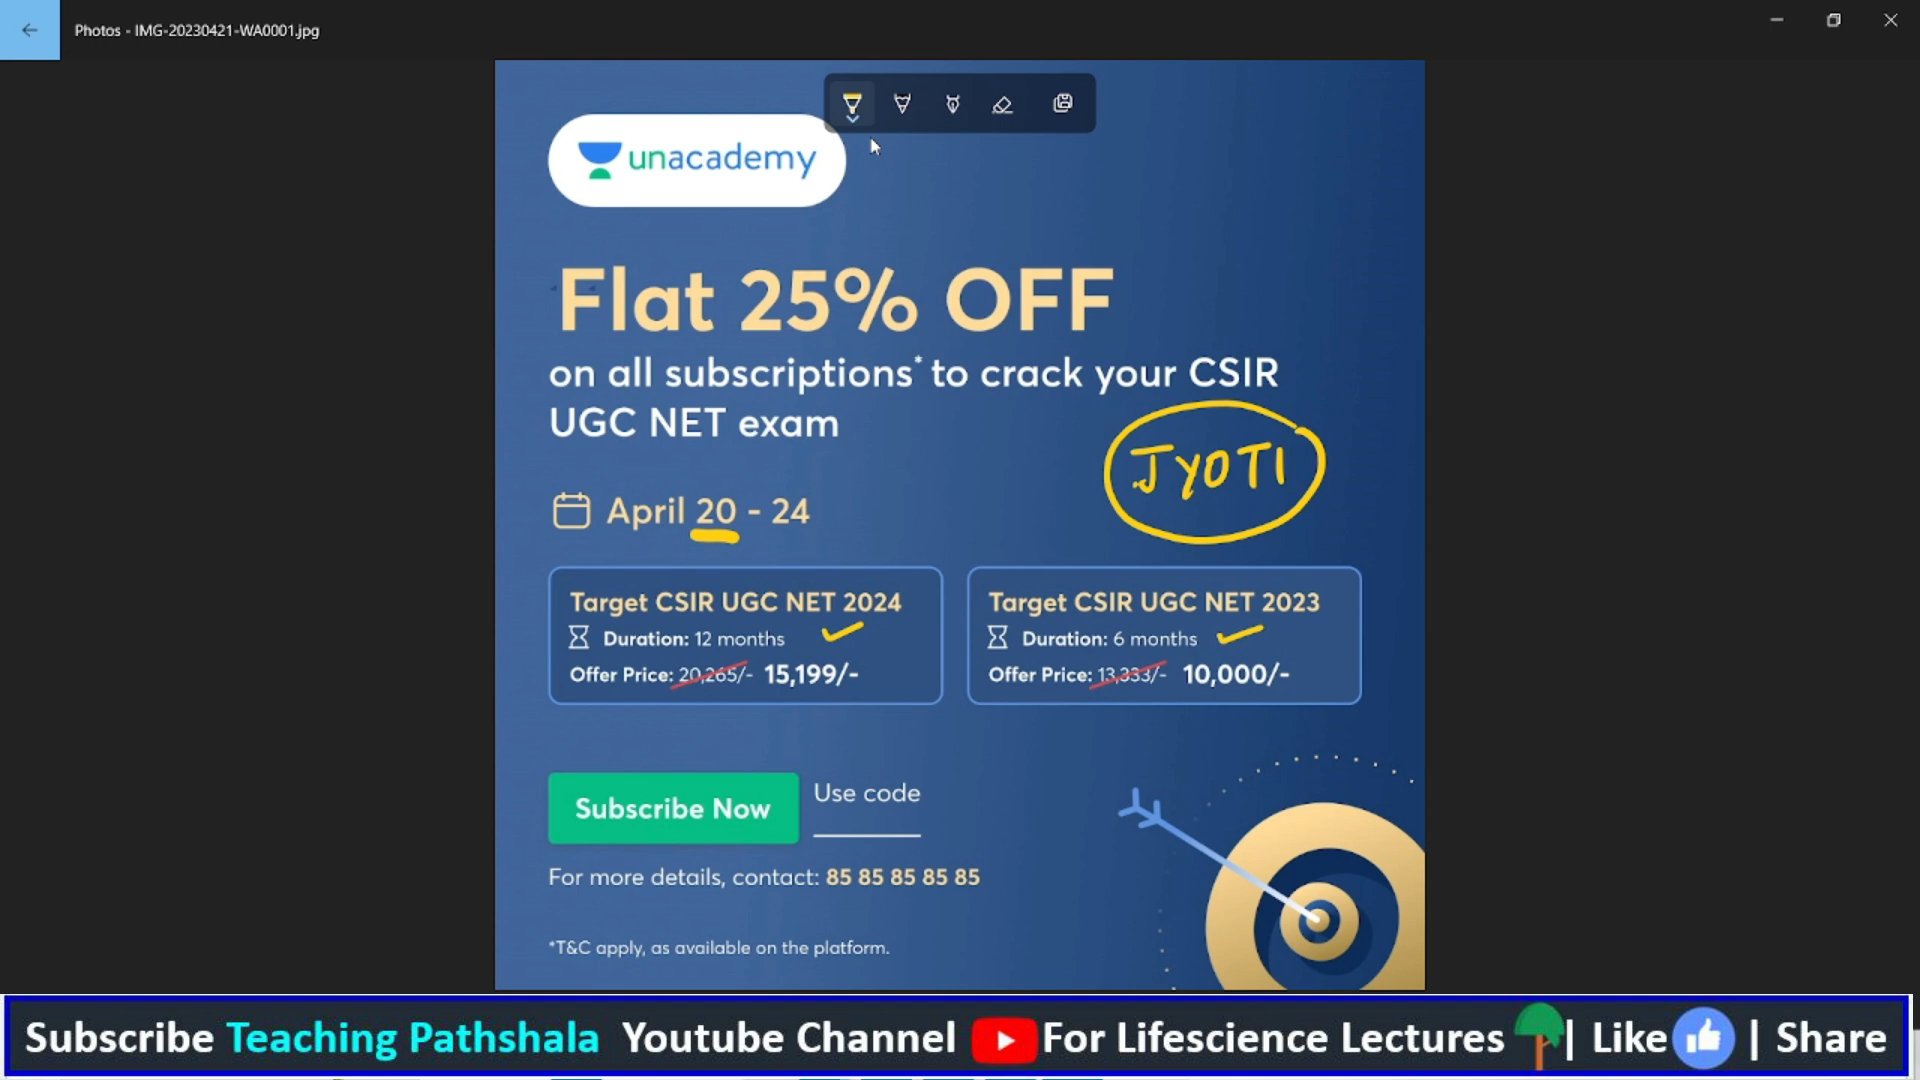 Photos - IMG-20230421-WA0001.jpg
unacademy
Flat 25% OFF
on all subscriptions* to crack your CSIR
UGC NET exam
JYOTI
April 20 - 24
Target CSIR UGC NET 2024
Duration: 12 months
Offer Price: 20,265/- 15,199/-
Target CSIR UGC NET 2023
Duration: 6 months
Offer Price: 13,333/- 10,000/-
Subscribe Now
Use code
For more details, contact: 85 85 85 85 85
*T&C apply, as available on the platform.
Subscribe Teaching Pathshala Youtube Channel For Lifescience Lectures | Like | Share